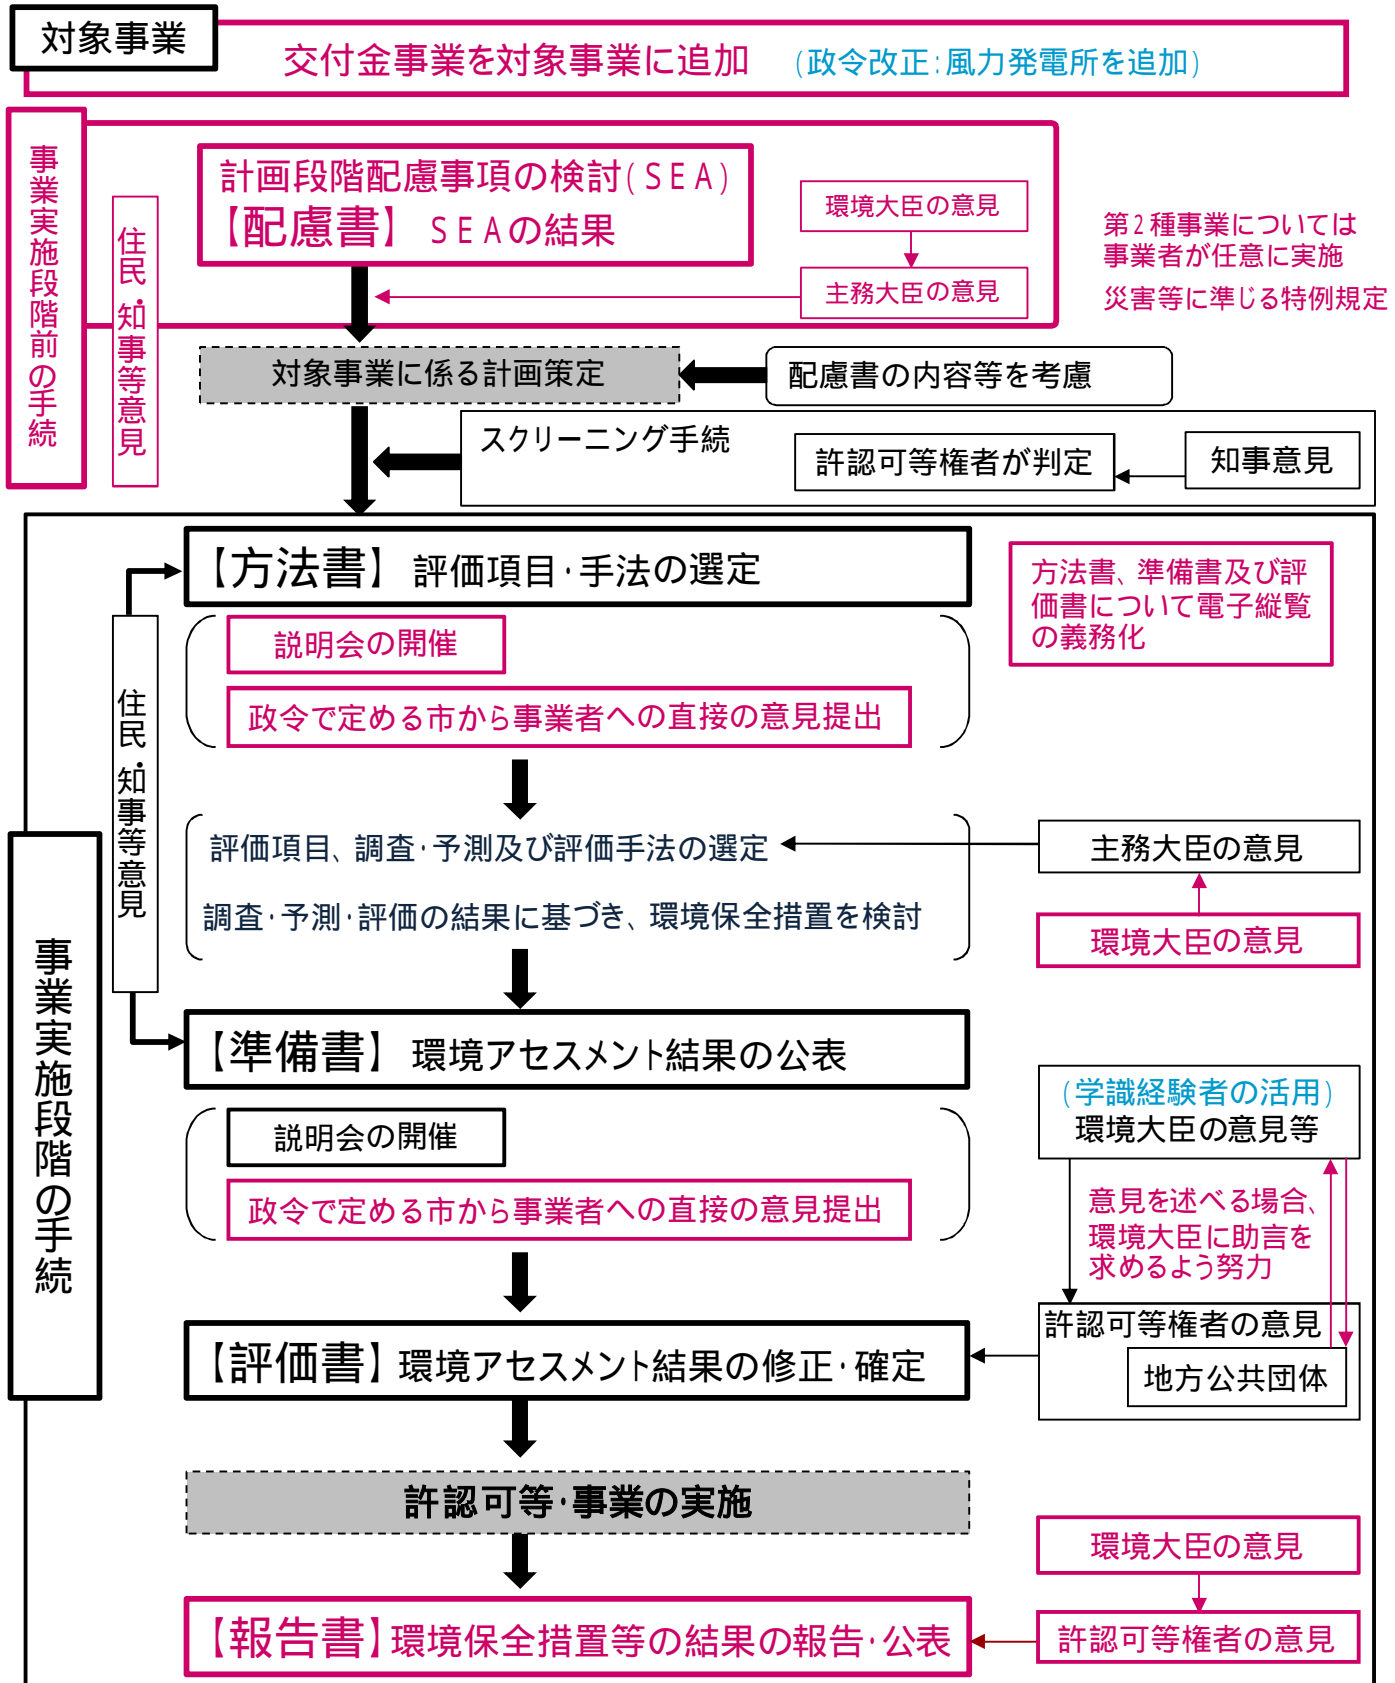 対象事業
交付金事業を対象事業に追加 (政令改正:風力発電所を追加)
事業実施段階前の手続
住民・知事等意見
計画段階配慮事項の検討(SEA)
【配慮書】 SEAの結果
環境大臣の意見
主務大臣の意見
第2種事業については
事業者が任意に実施
災害等に準じる特例規定
対象事業に係る計画策定
配慮書の内容等を考慮
スクリーニング手続
許認可等権者が判定
知事意見
事業実施段階の手続
住民・知事等意見
【方法書】 評価項目・手法の選定
方法書、準備書及び評
価書について電子縦覧
の義務化
説明会の開催
政令で定める市から事業者への直接の意見提出
評価項目、調査・予測及び評価手法の選定
調査・予測・評価の結果に基づき、環境保全措置を検討
主務大臣の意見
環境大臣の意見
【準備書】 環境アセスメント結果の公表
説明会の開催
政令で定める市から事業者への直接の意見提出
(学識経験者の活用)
環境大臣の意見等
意見を述べる場合、
環境大臣に助言を
求めるよう努力
許認可等権者の意見
地方公共団体
【評価書】環境アセスメント結果の修正・確定
許認可等・事業の実施
環境大臣の意見
許認可等権者の意見
【報告書】環境保全措置等の結果の報告・公表